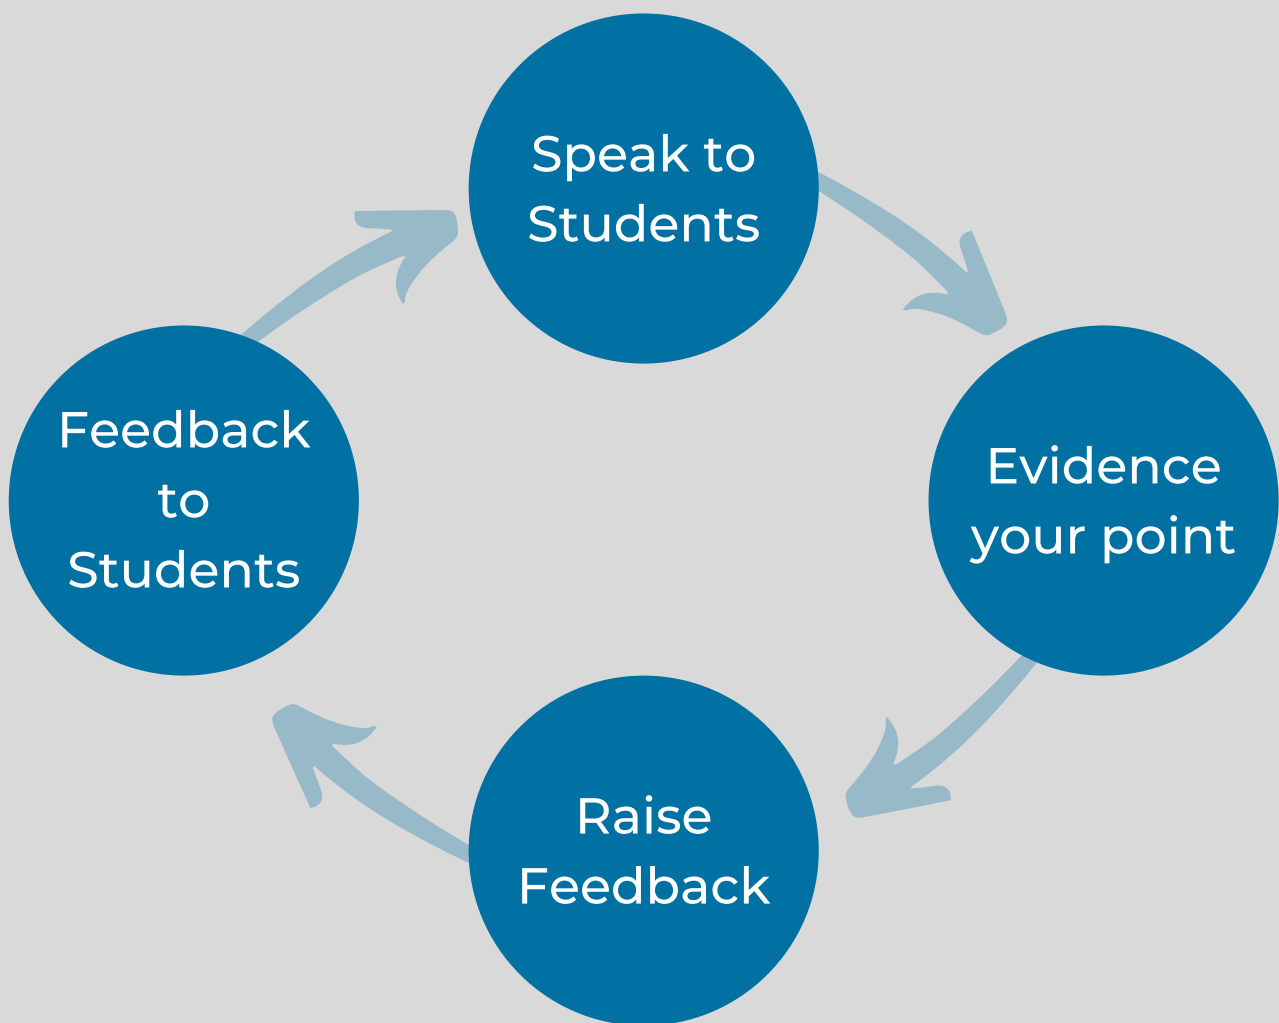 Speak to
Students
Evidence
your point
Raise
Feedback
Feedback
to
Students